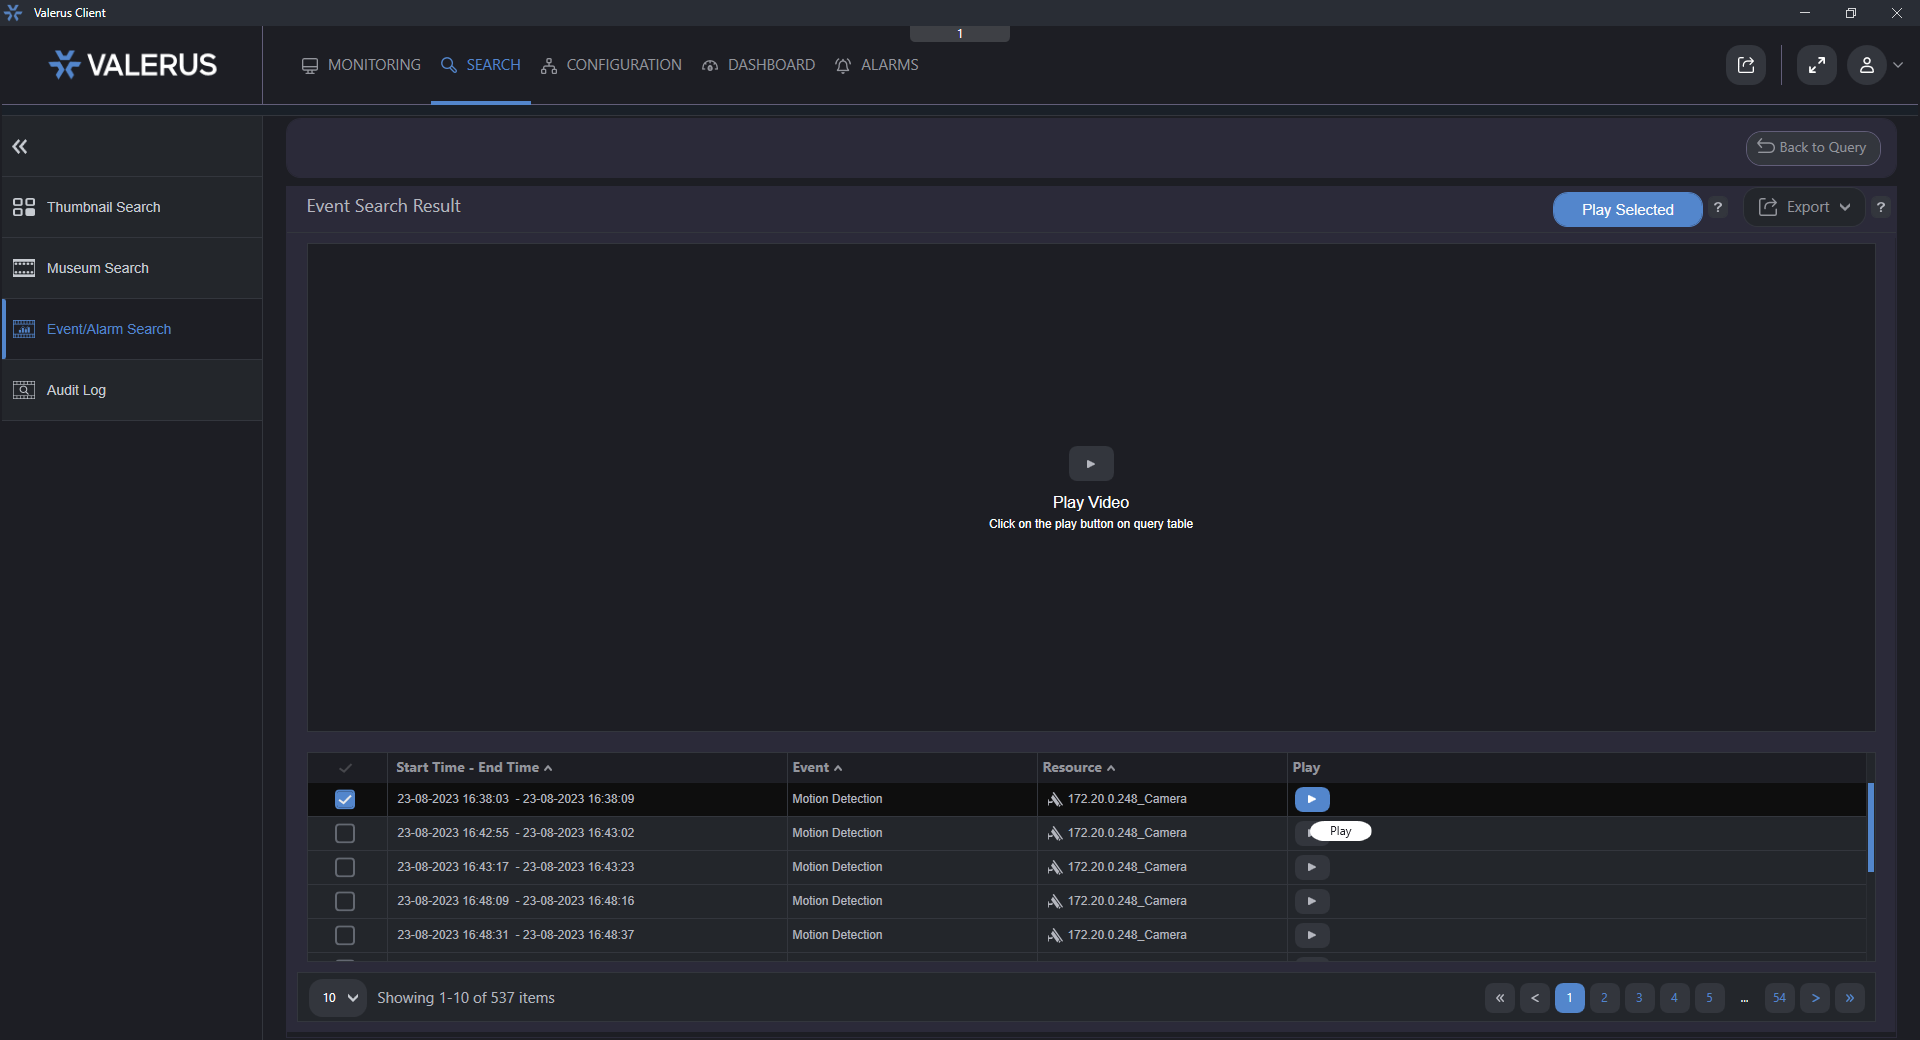 Valerus Client
1
VALERUS
MONITORING
SEARCH
CONFIGURATION
DASHBOARD
ALARMS
Back to Query
Thumbnail Search
Museum Search
Event/Alarm Search
Audit Log
Event Search Result
Play Selected
?
Export
?
Play Video
Click on the play button on query table
Start Time - End Time Event Resource Play
23-08-2023 16:38:03 - 23-08-2023 16:38:09 Motion Detection 172.20.0.248_Camera
23-08-2023 16:42:55 - 23-08-2023 16:43:02 Motion Detection 172.20.0.248_Camera Play
23-08-2023 16:43:17 - 23-08-2023 16:43:23 Motion Detection 172.20.0.248_Camera
23-08-2023 16:48:09 - 23-08-2023 16:48:16 Motion Detection 172.20.0.248_Camera
23-08-2023 16:48:31 - 23-08-2023 16:48:37 Motion Detection 172.20.0.248_Camera
10 Showing 1-10 of 537 items « < 1 2 3 4 5 ... 54 > »